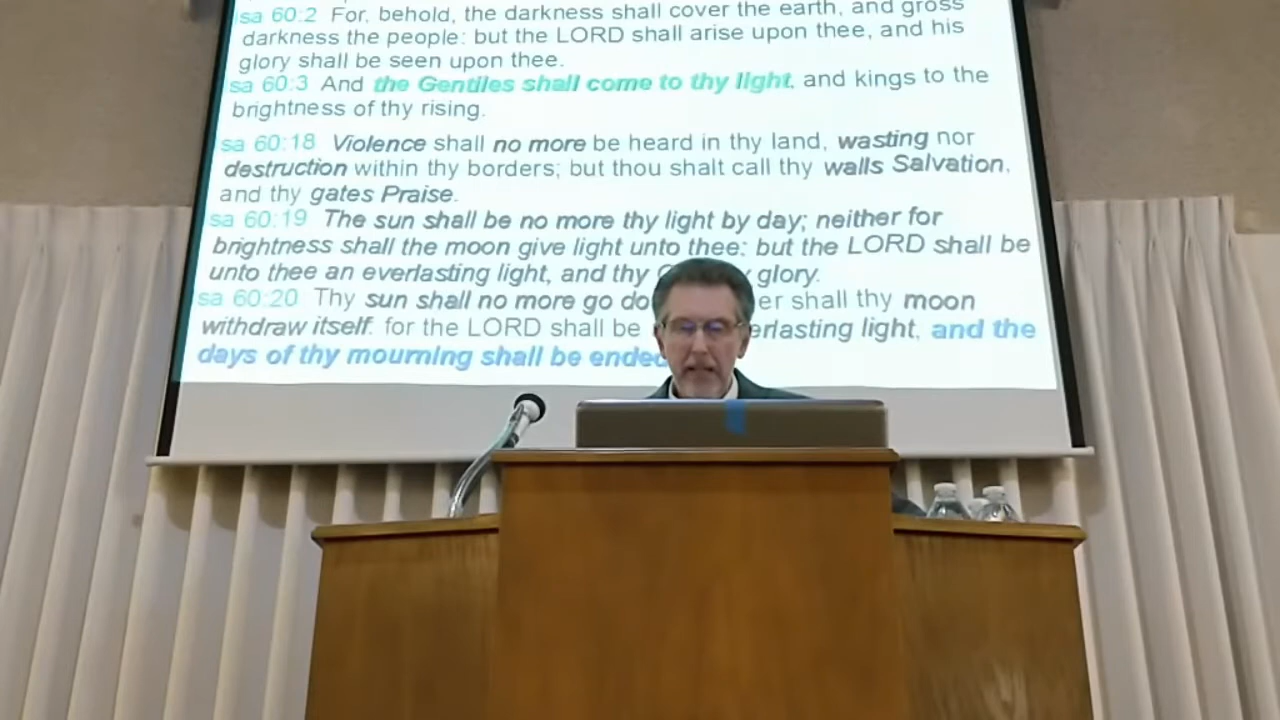 sa 60:2 For, behold, the darkness shall cover the earth, and gross
darkness the people: but the LORD shall arise upon thee, and his
glory shall be seen upon thee.
sa 60:3 And the Gentiles shall come to thy light, and kings to the
brightness of thy rising.
sa 60:18 Violence shall no more be heard in thy land, wasting nor
destruction within thy borders; but thou shalt call thy walls Salvation,
and thy gates Praise.
sa 60:19 The sun shall be no more thy light by day; neither for
brightness shall the moon give light unto thee: but the LORD shall be
unto thee an everlasting light, and thy glory.
sa 60:20 Thy sun shall no more go shall thy moon
withdraw itself: for the LORD shall be light, and the
days of thy mourning shall be ended